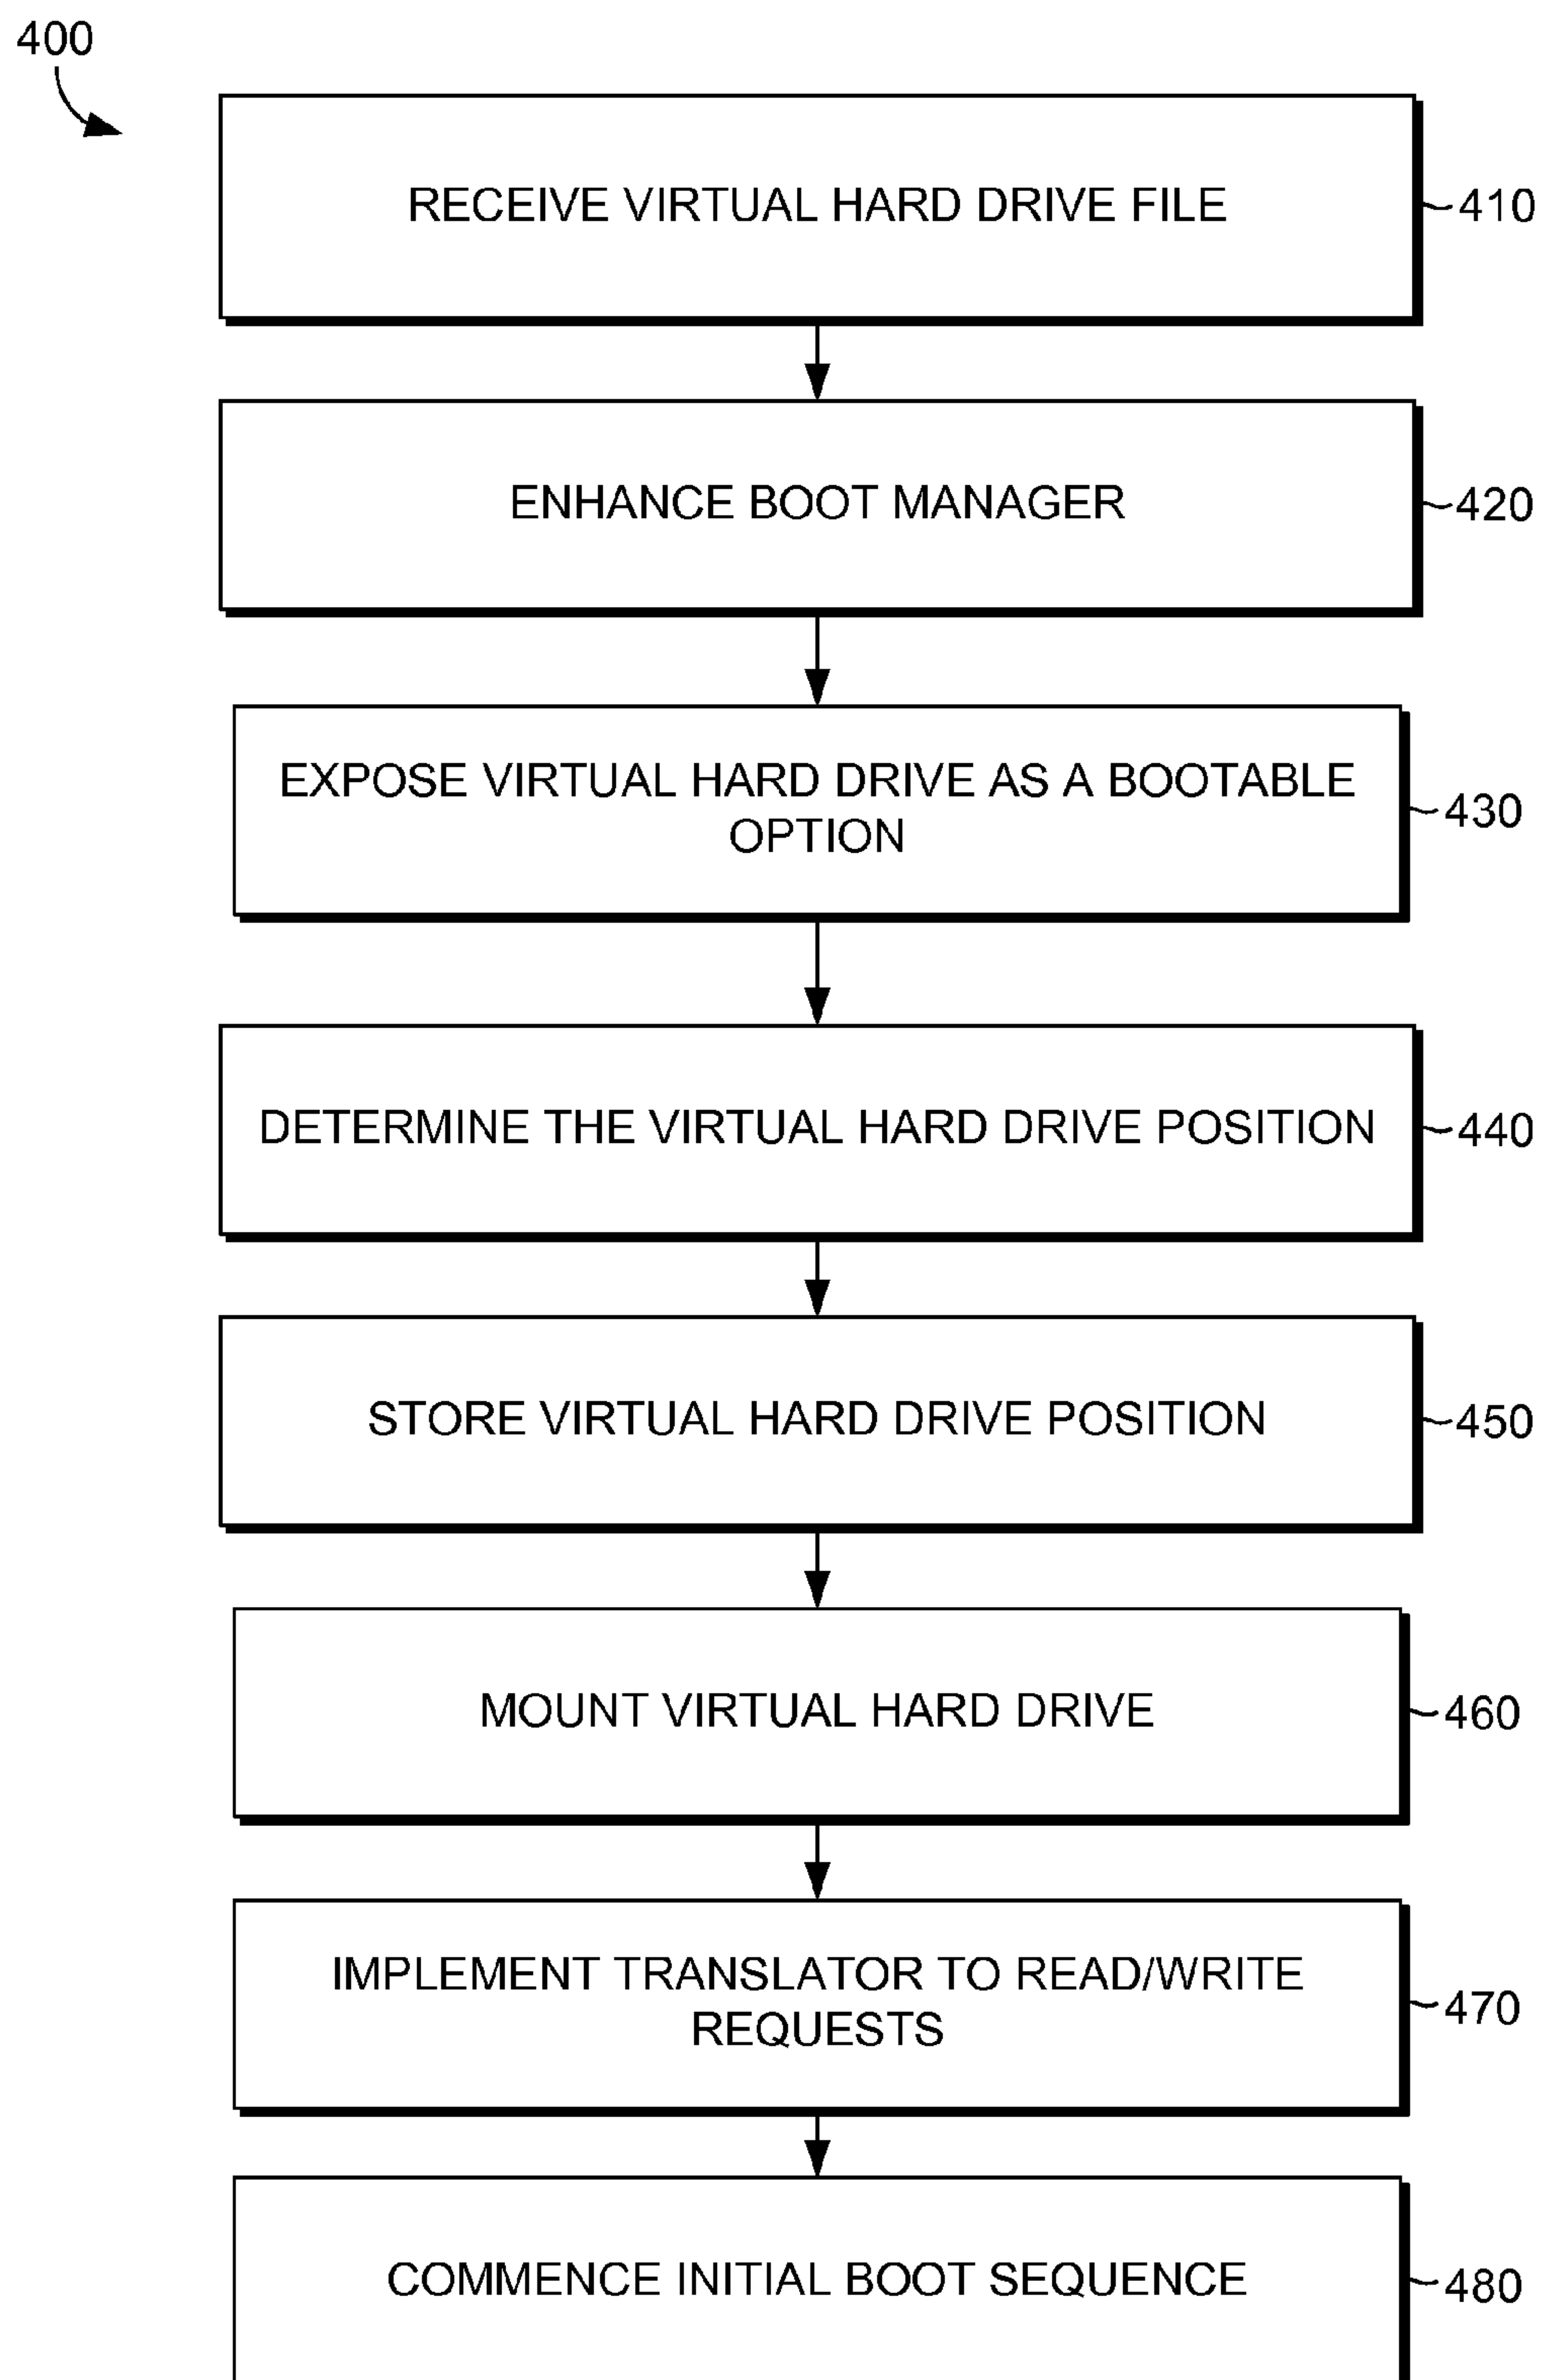 400
RECEIVE VIRTUAL HARD DRIVE FILE
410
ENHANCE BOOT MANAGER
420
EXPOSE VIRTUAL HARD DRIVE AS A BOOTABLE
OPTION
430
DETERMINE THE VIRTUAL HARD DRIVE POSITION
440
STORE VIRTUAL HARD DRIVE POSITION
450
MOUNT VIRTUAL HARD DRIVE
460
IMPLEMENT TRANSLATOR TO READ/WRITE
REQUESTS
470
COMMENCE INITIAL BOOT SEQUENCE
480